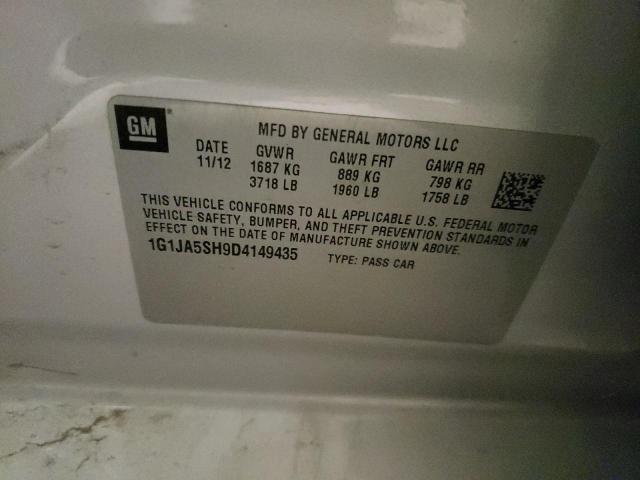 GM ®
MFD BY GENERAL MOTORS LLC
DATE GVWR GAWR FRT GAWR RR
11/12 1687 KG 889 KG 798 KG
3718 LB 1960 LB 1758 LB
THIS VEHICLE CONFORMS TO ALL APPLICABLE U.S. FEDERAL MOTOR
VEHICLE SAFETY, BUMPER, AND THEFT PREVENTION STANDARDS IN
EFFECT ON THE DATE OF MANUFACTURE SHOWN ABOVE.
1G1JA5SH9D4149435 TYPE: PASS CAR